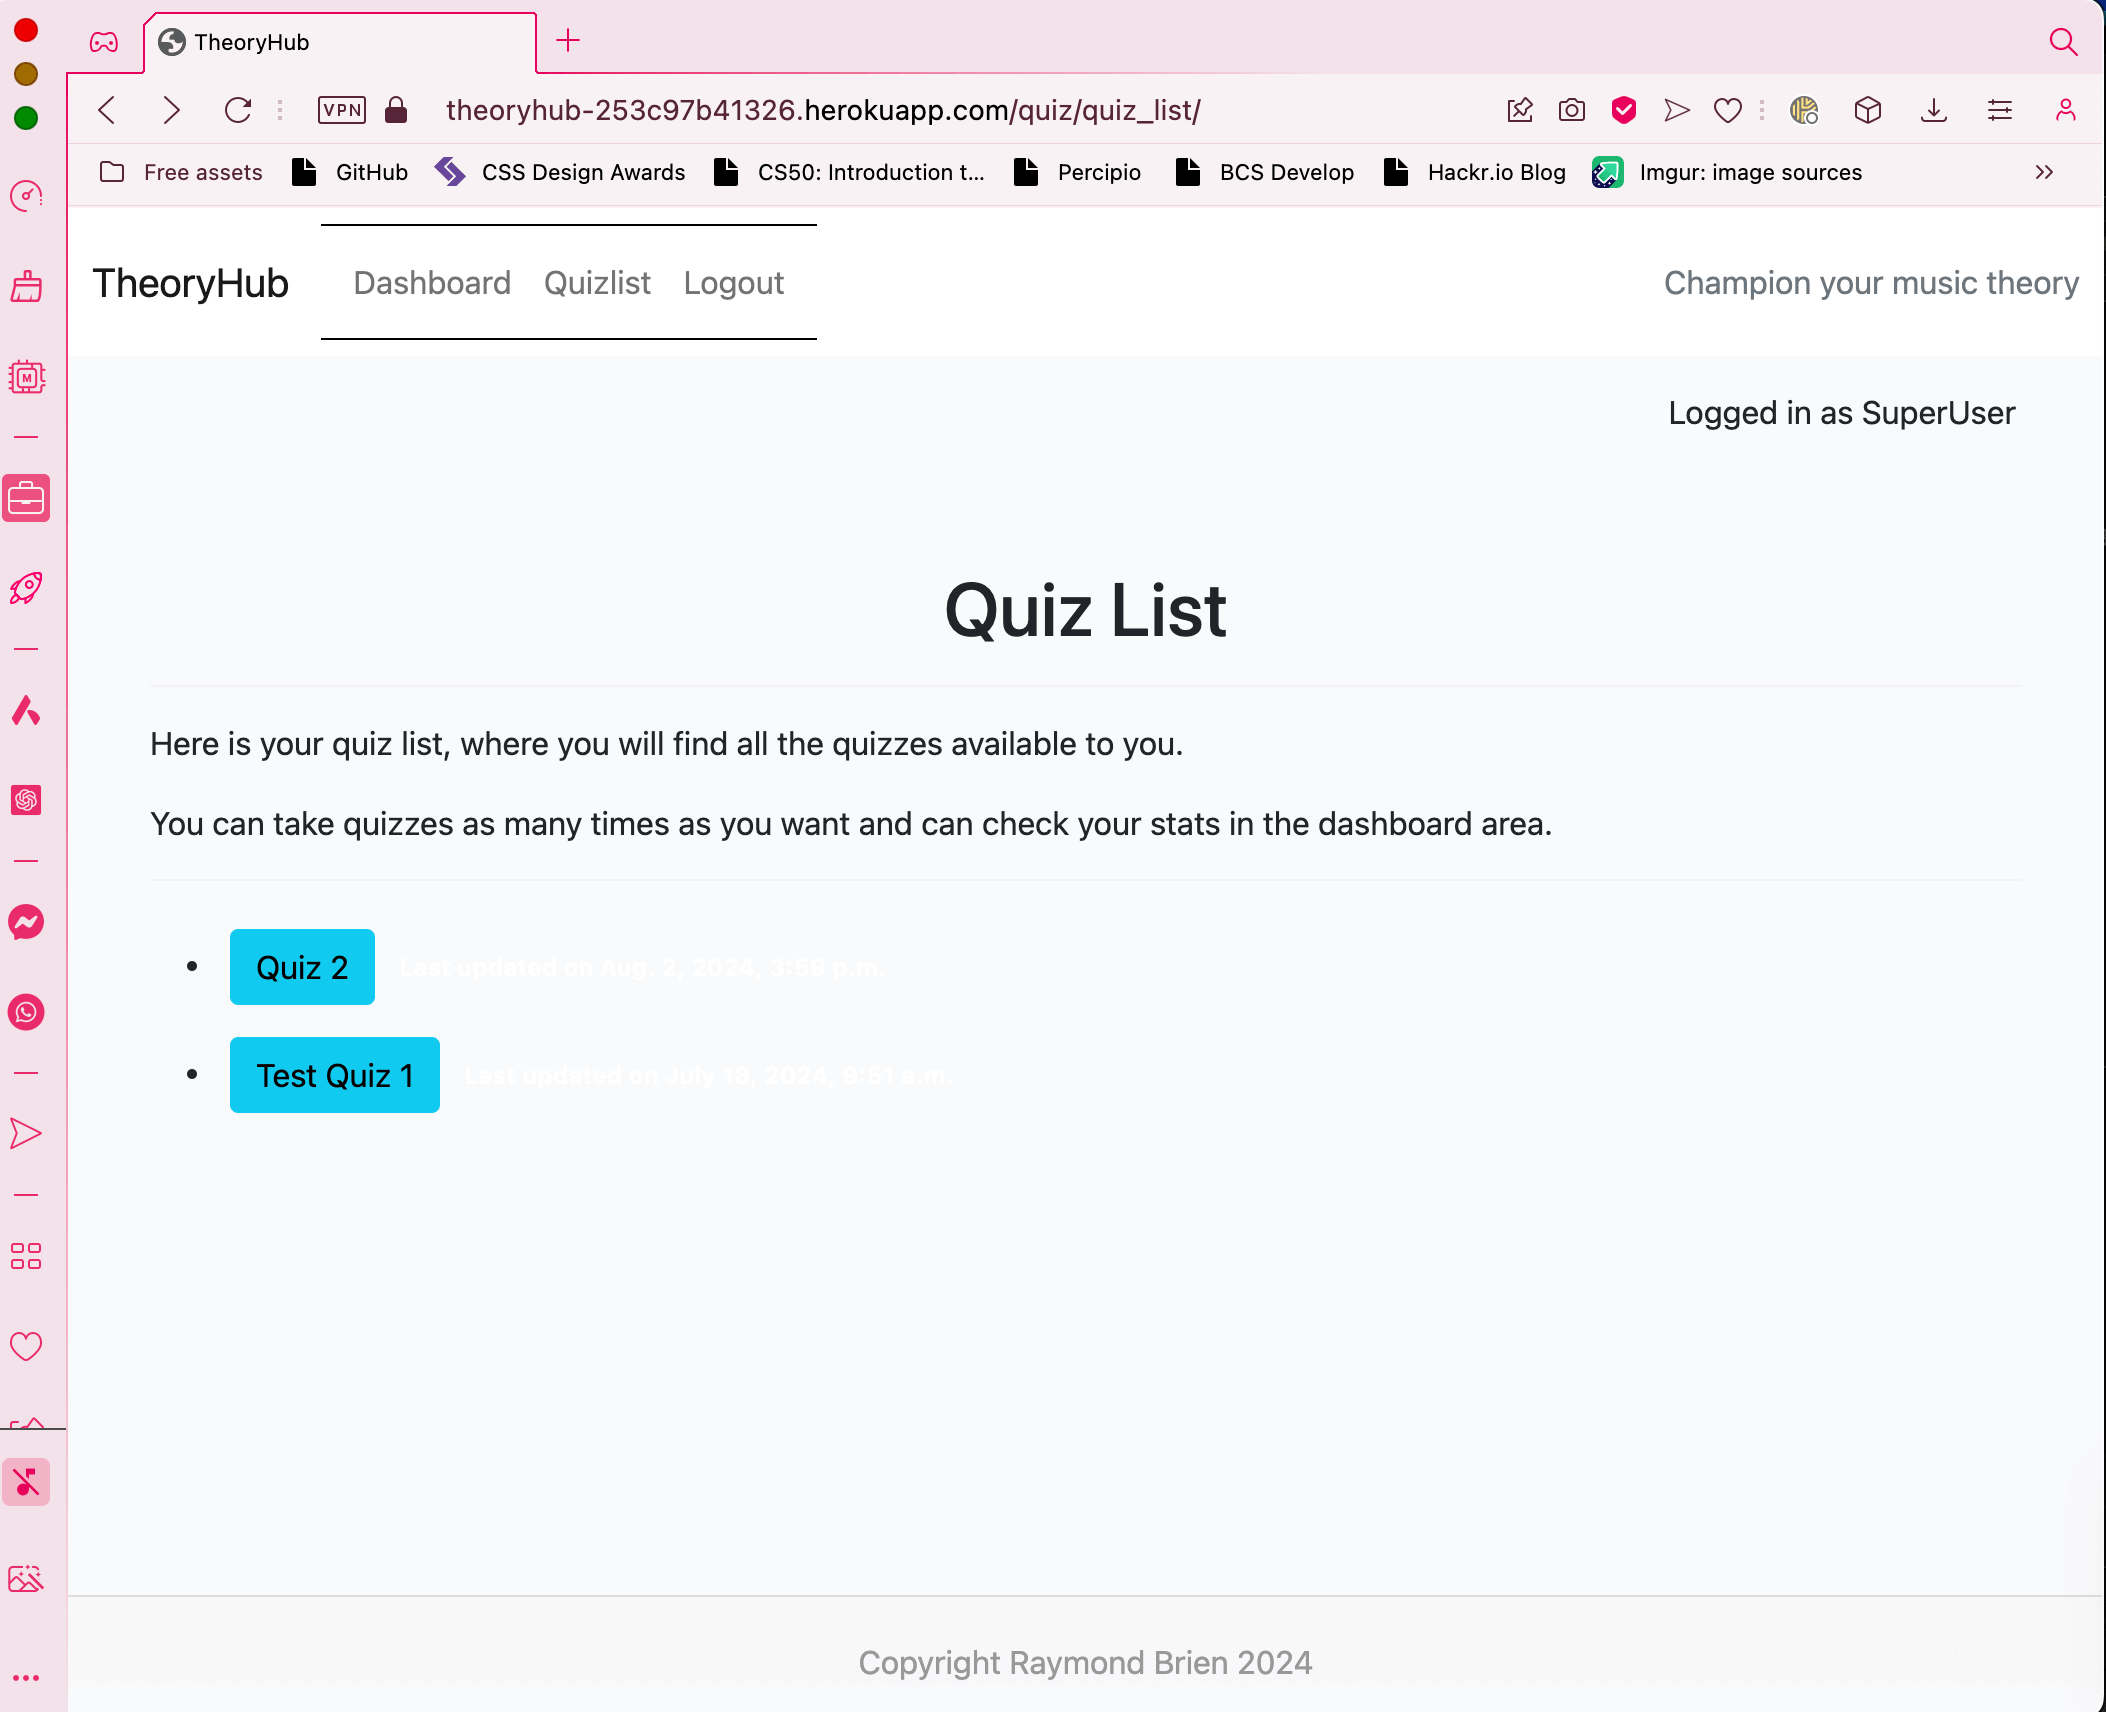 TheoryHub
VPN
theoryhub-253c97b41326.herokuapp.com/quiz/quiz_list/
Free assets GitHub CSS Design Awards CS50: Introduction t... Percipio BCS Develop Hackr.io Blog Imgur: image sources
TheoryHub Dashboard Quizlist Logout Champion your music theory
M
Logged in as SuperUser
Quiz List
Here is your quiz list, where you will find all the quizzes available to you.
You can take quizzes as many times as you want and can check your stats in the dashboard area.
Quiz 2 Last updated on Aug. 2, 2024, 3:59 p.m.
Test Quiz 1 Last updated on July 18, 2024, 9:51 a.m.
Copyright Raymond Brien 2024